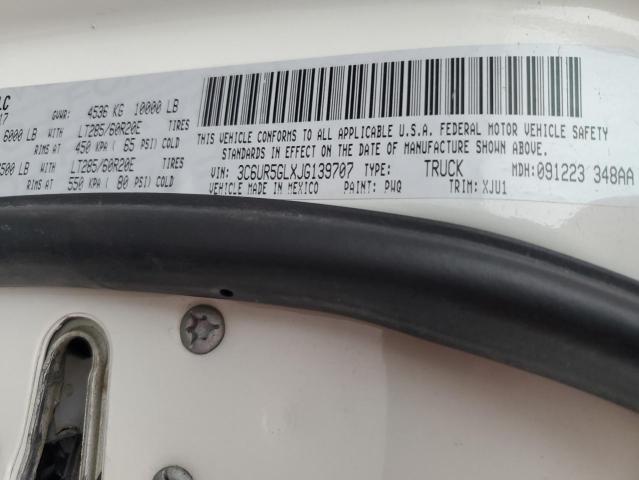 LC
GVWR: 4536 KG 10000 LB
17
6000 LB WITH LT285/60R20E TIRES
RIMS AT 450 KPA ( 65 PSI) COLD
500 LB WITH LT285/60R20E TIRES
RIMS AT 550 KPA ( 80 PSI) COLD
THIS VEHICLE CONFORMS TO ALL APPLICABLE U.S.A. FEDERAL MOTOR VEHICLE SAFETY
STANDARDS IN EFFECT ON THE DATE OF MANUFACTURE SHOWN ABOVE.
VIN: 3C6UR5GLXJG139707 TYPE: TRUCK MDH: 091223 348AA
VEHICLE MADE IN MEXICO PAINT: PWQ TRIM: XJU1